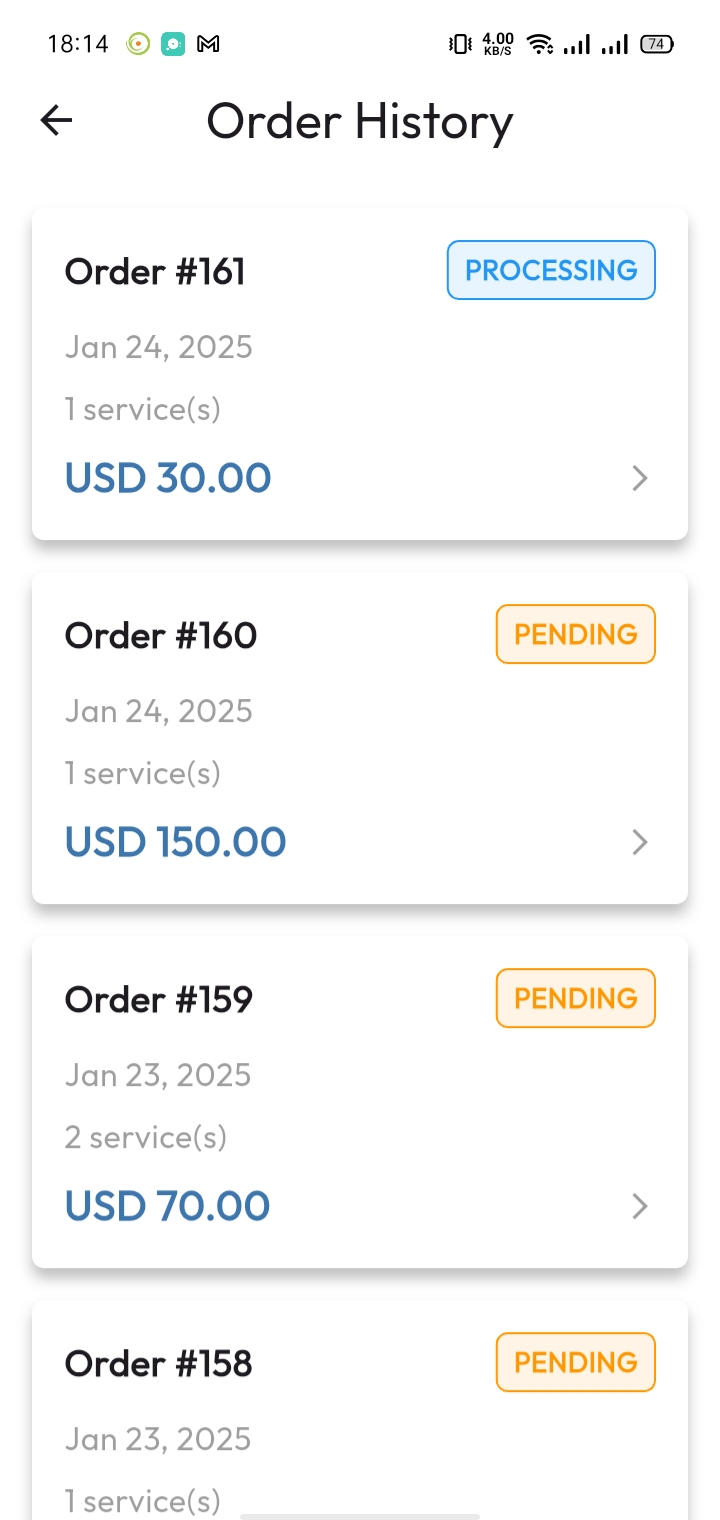 18:14
4.00
KB/S
74
Order History
Order #161
PROCESSING
Jan 24, 2025
1 service(s)
USD 30.00
Order #160
PENDING
Jan 24, 2025
1 service(s)
USD 150.00
Order #159
PENDING
Jan 23, 2025
2 service(s)
USD 70.00
Order #158
PENDING
Jan 23, 2025
1 service(s)